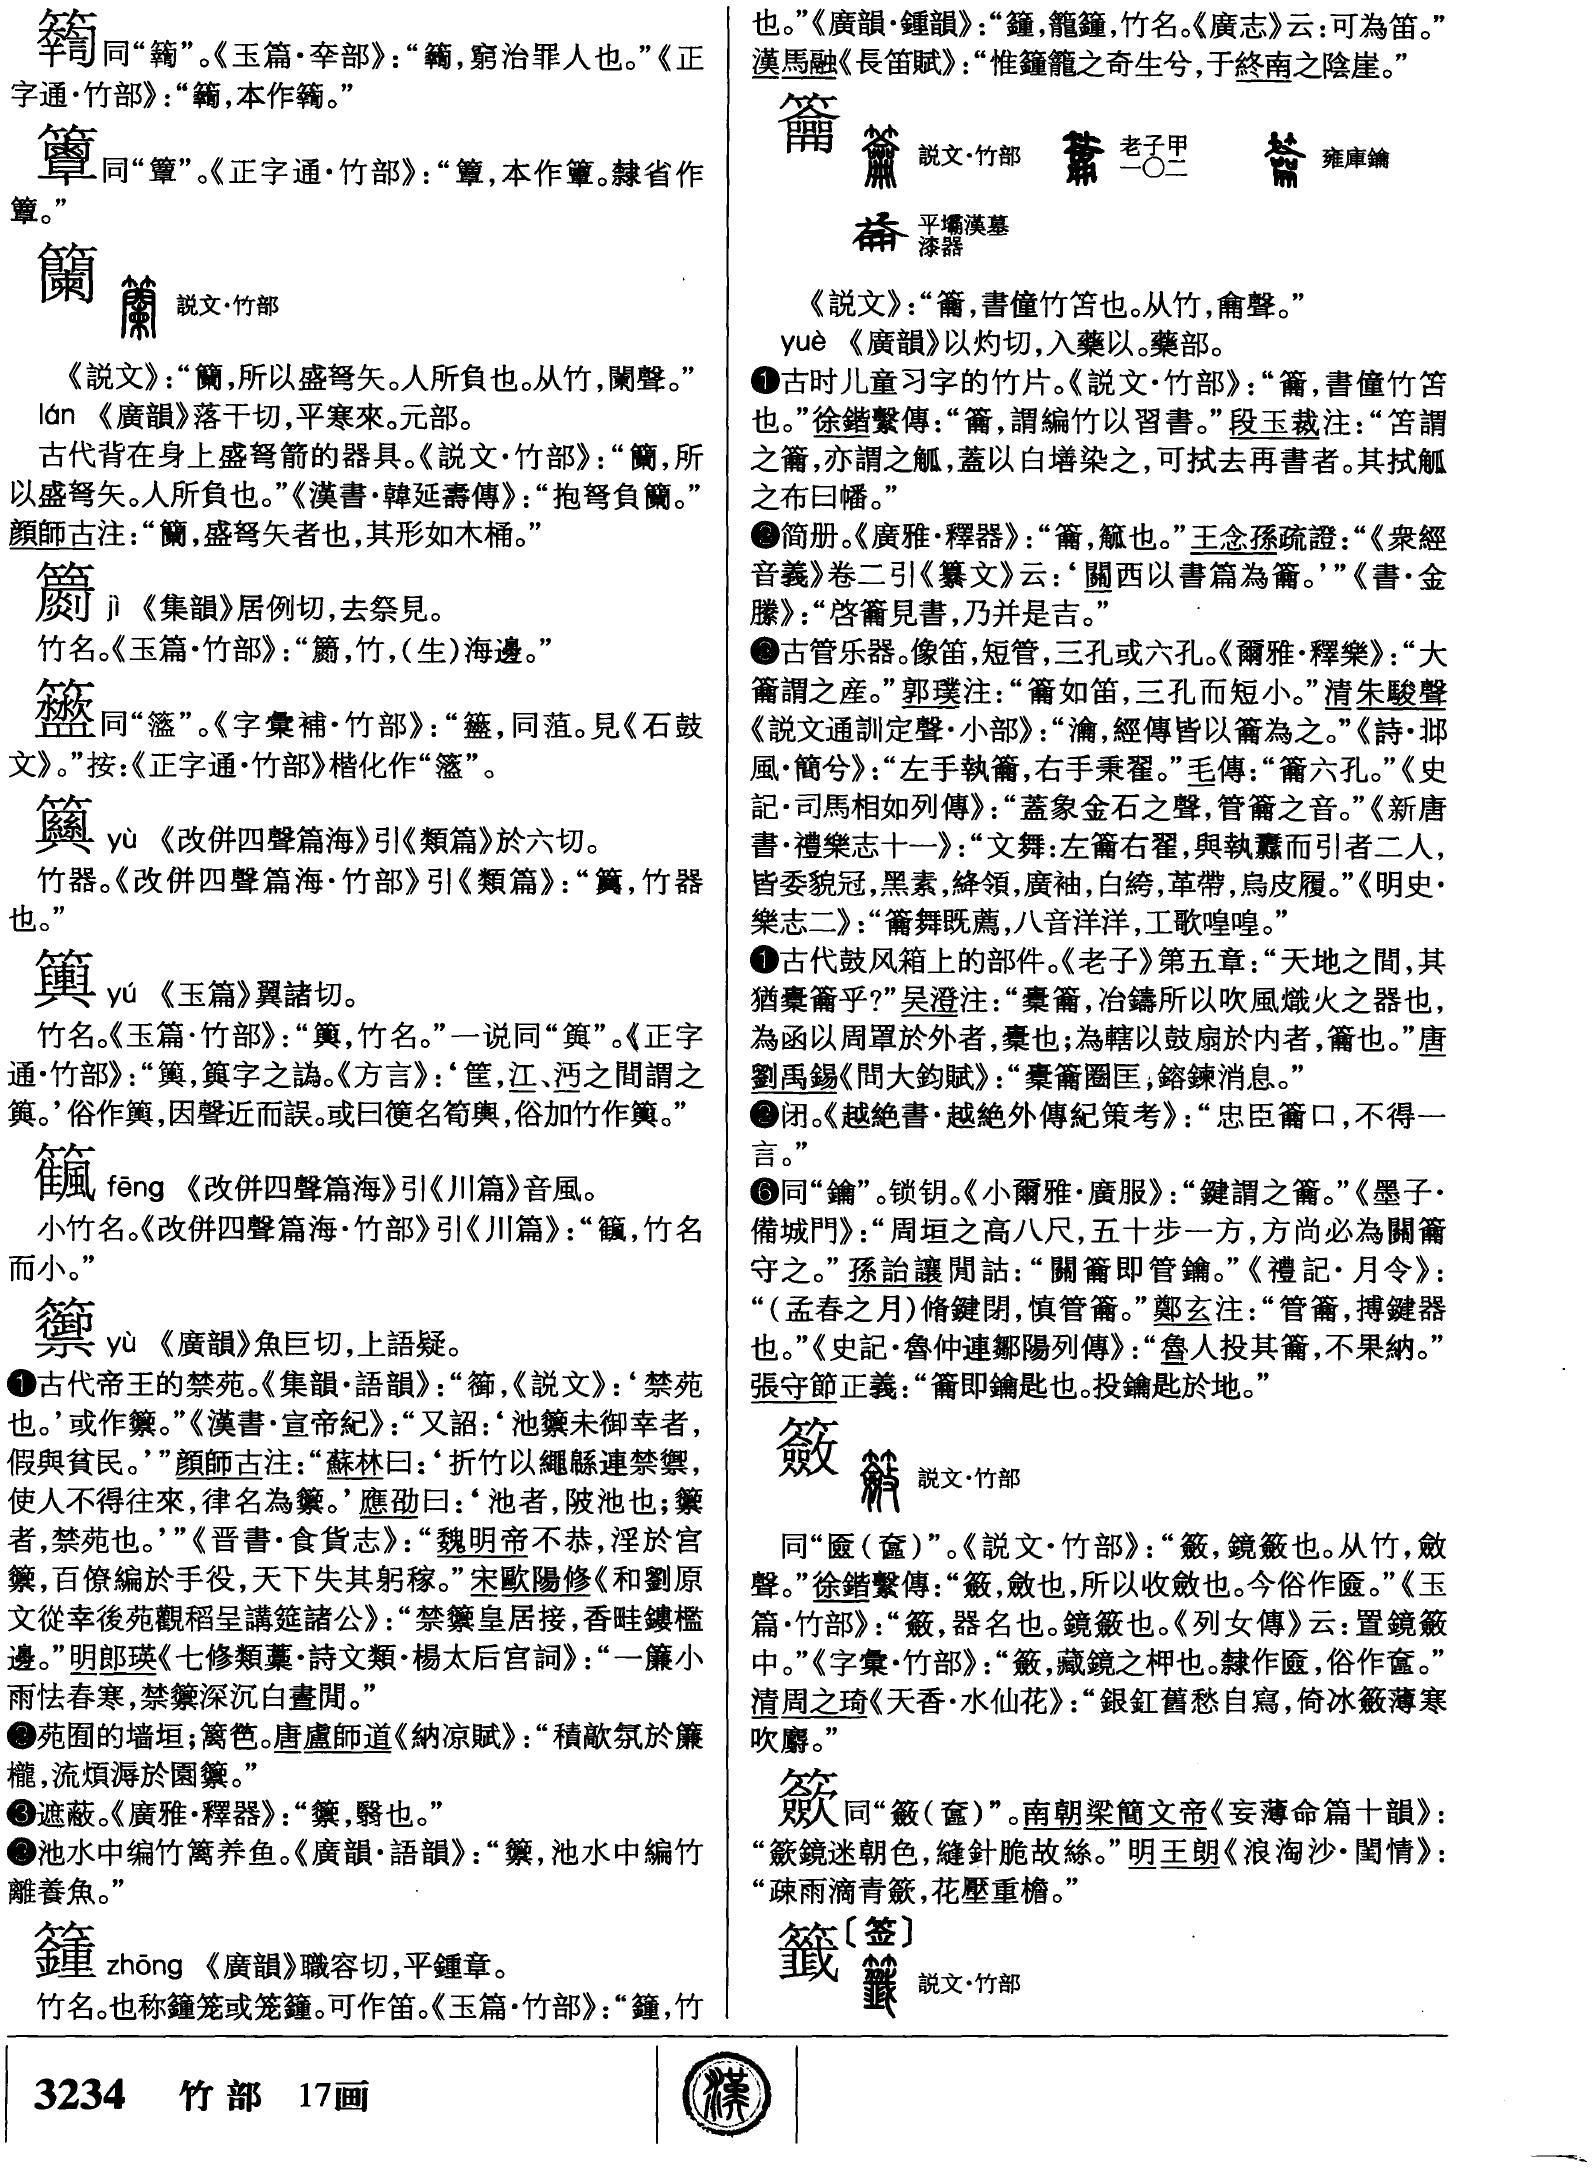 同“𥷚”。《玉篇·㚔部》：“𥷚，窮治罪人也。”《正
字通·竹部》：“𥷚，本作𥷚。”
同“簟”。《正字通·竹部》：“簟，本作。隸省作
簟。”
籣
説文·竹部
《説文》：“籣，所以盛弩矢。人所負也。从竹，闌聲。”
lán 《廣韻》落干切，平寒來。元部。
古代背在身上盛弩箭的器具。《説文·竹部》：“籣，所
以盛弩矢。人所負也。”《漢書·韓延壽傳》：“抱弩負籣。”
顔師古注：“籣，盛弩矢者也，其形如木桶。”
jì 《集韻》居例切，去祭見。
竹名。《玉篇·竹部》：“，竹，（生）海邊。”
同“”。《字彙補·竹部》：“，同菹。見《石鼓
文》。”按：《正字通·竹部》楷化作“”。
yù 《改併四聲篇海》引《類篇》於六切。
竹器。《改併四聲篇海·竹部》引《類篇》：“，竹器
也。”
yú 《玉篇》翼諸切。
竹名。《玉篇·竹部》：“，竹名。”一说同“籅”。《正字
通·竹部》：“，籅字之譌。《方言》：‘筐，江、沔之間謂之
籅。’俗作，因聲近而誤。或曰箯名筍輿，俗加竹作。”
fēng 《改併四聲篇海》引《川篇》音風。
小竹名。《改併四聲篇海·竹部》引《川篇》：“，竹名
而小。”
籞 yù 《廣韻》魚巨切，上語疑。
❶古代帝王的禁苑。《集韻·語韻》：“篽，《説文》：‘禁苑
也。’或作籞。”《漢書·宣帝紀》：“又詔：‘池籞未御幸者，
假與貧民。’”顔師古注：“蘇林曰：‘折竹以繩緜連禁禦，
使人不得往來，律名為籞。’應劭曰：‘池者，陂池也；籞
者，禁苑也。’”《晋書·食貨志》：“魏明帝不恭，淫於宫
籞，百僚編於手役，天下失其躬稼。”宋歐陽修《和劉原
文從幸後苑觀稻呈講筵諸公》：“禁籞皇居接，香畦鏤檻
邊。”明郎瑛《七修類藁·詩文類·楊太后宫詞》：“一簾小
雨怯春寒，禁籞深沉白晝閒。”
❷苑囿的墙垣；篱笆。唐盧師道《納凉賦》：“積歊氛於簾
櫳，流煩溽於園籞。”
❸遮蔽。《廣雅·釋器》：“籞，翳也。”
❷池水中编竹篱养鱼。《廣韻·語韻》：“籞，池水中編竹
離養魚。”
籦 zhōng 《廣韻》職容切，平鍾章。
竹名。也称籦笼或笼籦。可作笛。《玉篇·竹部》：“籦，竹
也。”《廣韻·鍾韻》：“籦，籠籦，竹名。《廣志》云：可為笛。”
漢馬融《長笛賦》：“惟籦籠之奇生兮，于終南之陰崖。”
籥
説文·竹部 老子甲一〇二 雍庫鑰
平壩漢墓漆器
《説文》：“籥，書僮竹笘也。从竹，龠聲。”
yuè 《廣韻》以灼切，入藥以。藥部。
❶古时儿童习字的竹片。《説文·竹部》：“籥，書僮竹笘
也。”徐鍇繫傳：“籥，謂編竹以習書。”段玉裁注：“笘謂
之籥，亦謂之觚，蓋以白墡染之，可拭去再書者。其拭觚
之布曰幡。”
❷简册。《廣雅·釋器》：“籥，觚也。”王念孫疏證：“《衆經
音義》卷二引《纂文》云：‘關西以書篇為籥。’”《書·金
縢》：“啓籥見書，乃并是吉。”
❷古管乐器。像笛，短管，三孔或六孔。《爾雅·釋樂》：“大
籥謂之産。”郭璞注：“籥如笛，三孔而短小。”清朱駿聲
《説文通訓定聲·小部》：“瀹，經傳皆以籥為之。”《詩·邶
風·簡兮》：“左手執籥，右手秉翟。”毛傳：“籥六孔。”《史
記·司馬相如列傳》：“蓋象金石之聲，管籥之音。”《新唐
書·禮樂志十一》：“文舞：左籥右翟，與執纛而引者二人，
皆委貌冠，黑素，絳領，廣袖，白絝，革帶，烏皮履。”《明史·
樂志二》：“籥舞既薦，八音洋洋，工歌喤喤。”
❶古代鼓风箱上的部件。《老子》第五章：“天地之間，其
猶橐籥乎？”吴澄注：“橐籥，冶鑄所以吹風熾火之器也，
為函以周罩於外者，橐也；為轄以鼓扇於内者，籥也。”唐
劉禹錫《問大鈞賦》：“橐籥圈匡，鎔鍊消息。”
❷闭。《越絶書·越絶外傳紀策考》：“忠臣籥口，不得一
言。”
❻同“鑰”。锁钥。《小爾雅·廣服》：“鍵謂之籥。”《墨子·
備城門》：“周垣之高八尺，五十步一方，方尚必為關籥
守之。”孫詒讓閒詁：“關籥即管鑰。”《禮記·月令》：
“（孟春之月）脩鍵閉，慎管籥。”鄭玄注：“管籥，搏鍵器
也。”《史記·魯仲連鄒陽列傳》：“魯人投其籥，不果納。”
張守節正義：“籥即鑰匙也。投鑰匙於地。”
籢
説文·竹部
同“匳（奩）”。《説文·竹部》：“籢，鏡籢也。从竹，斂
聲。”徐鍇繫傳：“籢，斂也，所以收斂也。今俗作匳。”《玉
篇·竹部》：“籢，器名也。鏡籢也。《列女傳》云：置鏡籢
中。”《字彙·竹部》：“籢，藏鏡之柙也。隸作匳，俗作奩。”
清周之琦《天香·水仙花》：“銀釭舊愁自寫，倚冰籢薄寒
吹麝。”
同“籢（奩）”。南朝梁簡文帝《妄薄命篇十韻》：
“鏡迷朝色，縫針脆故絲。”明王朗《浪淘沙·閨情》：
“疎雨滴青，花壓重檐。”
籤〔签〕
説文·竹部
3234 竹部 17画
漢